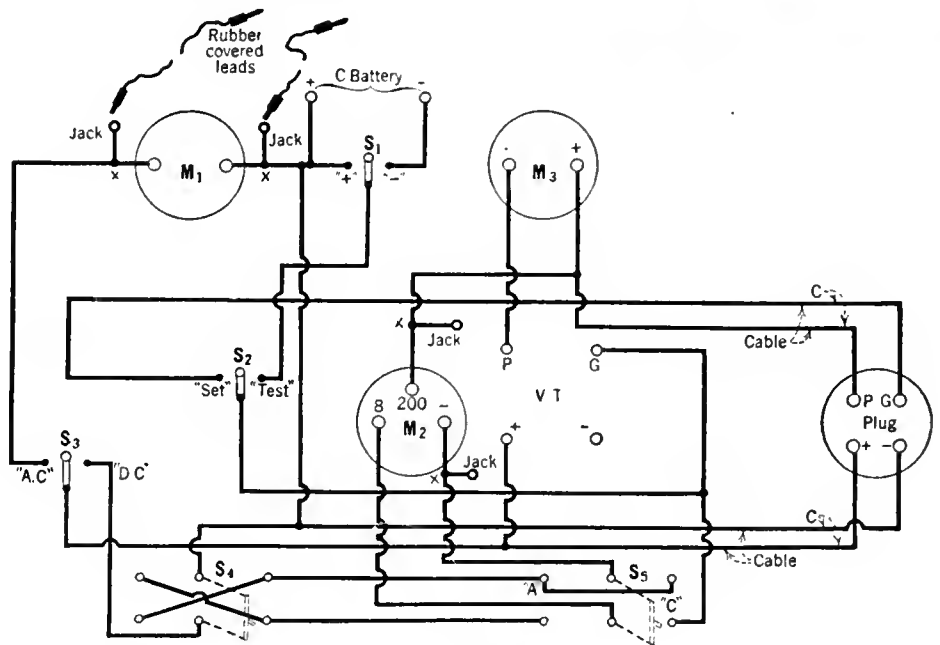 Rubber
covered
leads
C Battery
+
-
Jack
Jack
S1
M1
x
x
"+"
"-"
-
+
M3
C
Cable
x
Jack
S2
"Set"
"Test"
P
G
V T
+
-
8
200
-
M2
x
Jack
P G
Plug
+ -
S3
"A.C"
"D C"
C
Cable
S4
S5
"A"
"C"